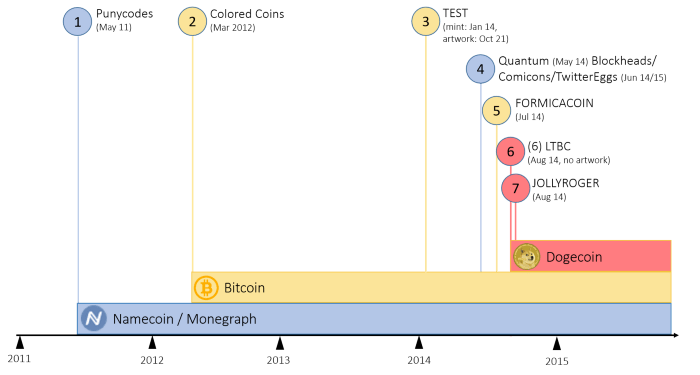 1
Punycodes
(May 11)
2
Colored Coins
(Mar 2012)
3
TEST
(mint: Jan 14,
artwork: Oct 21)
4
Quantum (May 14) Blockheads/
Comicons/TwitterEggs (Jun 14/15)
5
FORMICACOIN
(Jul 14)
6
(6) LTBC
(Aug 14, no artwork)
7
JOLLYROGER
(Aug 14)
Dogecoin
Bitcoin
Namecoin / Monegraph
2011
2012
2013
2014
2015